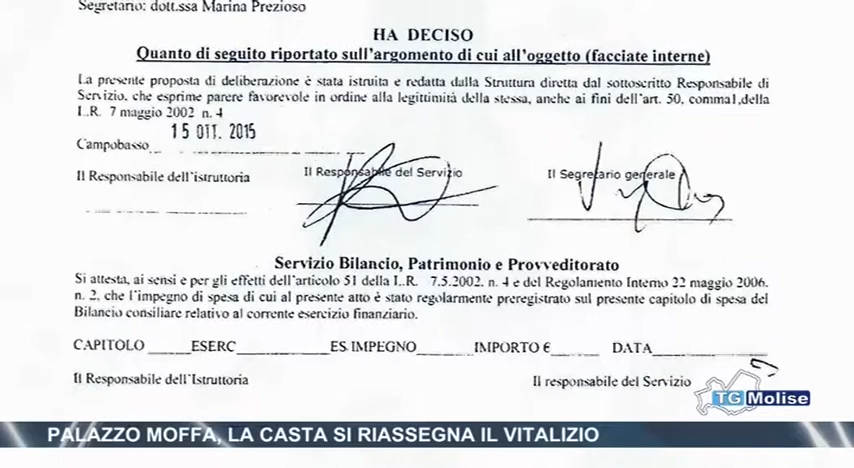 Segretario: dott.ssa Marina Prezioso
HA DECISO
Quanto di seguito riportato sull'argomento di cui all'oggetto (facciate interne)
La presente proposta di deliberazione è stata istruita e redatta dalla Struttura diretta dal sottoscritto Responsabile di
Servizio, che esprime parere favorevole in ordine alla legittimità della stessa, anche ai fini dell'art. 50, comma1,della
L.R. 7 maggio 2002 n. 4
15 OTT. 2015
Campobasso
Il Responsabile dell'istruttoria Il Responsabile del Servizio Il Segretario generale
Servizio Bilancio, Patrimonio e Provveditorato
Si attesta, ai sensi e per gli effetti dell'articolo 51 della L.R. 7.5.2002. n. 4 e del Regolamento Interno 22 maggio 2006.
n. 2, che l'impegno di spesa di cui al presente atto è stato regolarmente preregistrato sul presente capitolo di spesa del
Bilancio consiliare relativo al corrente esercizio finanziario.
CAPITOLO _____ESERC__________ES.IMPEGNO______IMPORTO €_____ DATA____________
Il Responsabile dell'Istruttoria Il responsabile del Servizio
TG Molise
PALAZZO MOFFA, LA CASTA SI RIASSEGNA IL VITALIZIO